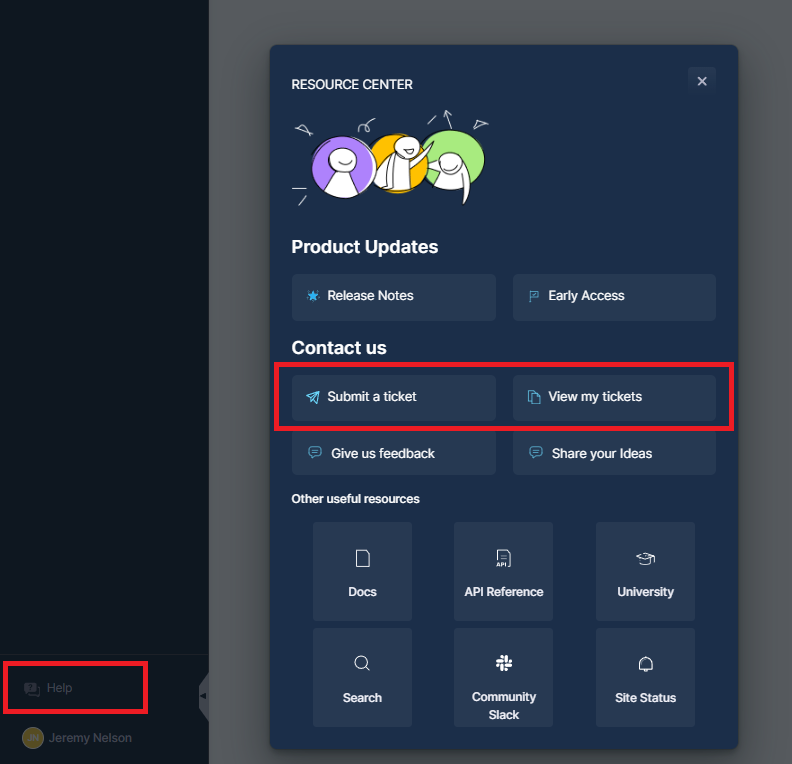 RESOURCE CENTER
Product Updates
Release Notes
Early Access
Contact us
Submit a ticket
View my tickets
Give us feedback
Share your Ideas
Other useful resources
Docs
API
API Reference
University
Search
Community
Slack
Site Status
Help
JN
Jeremy Nelson